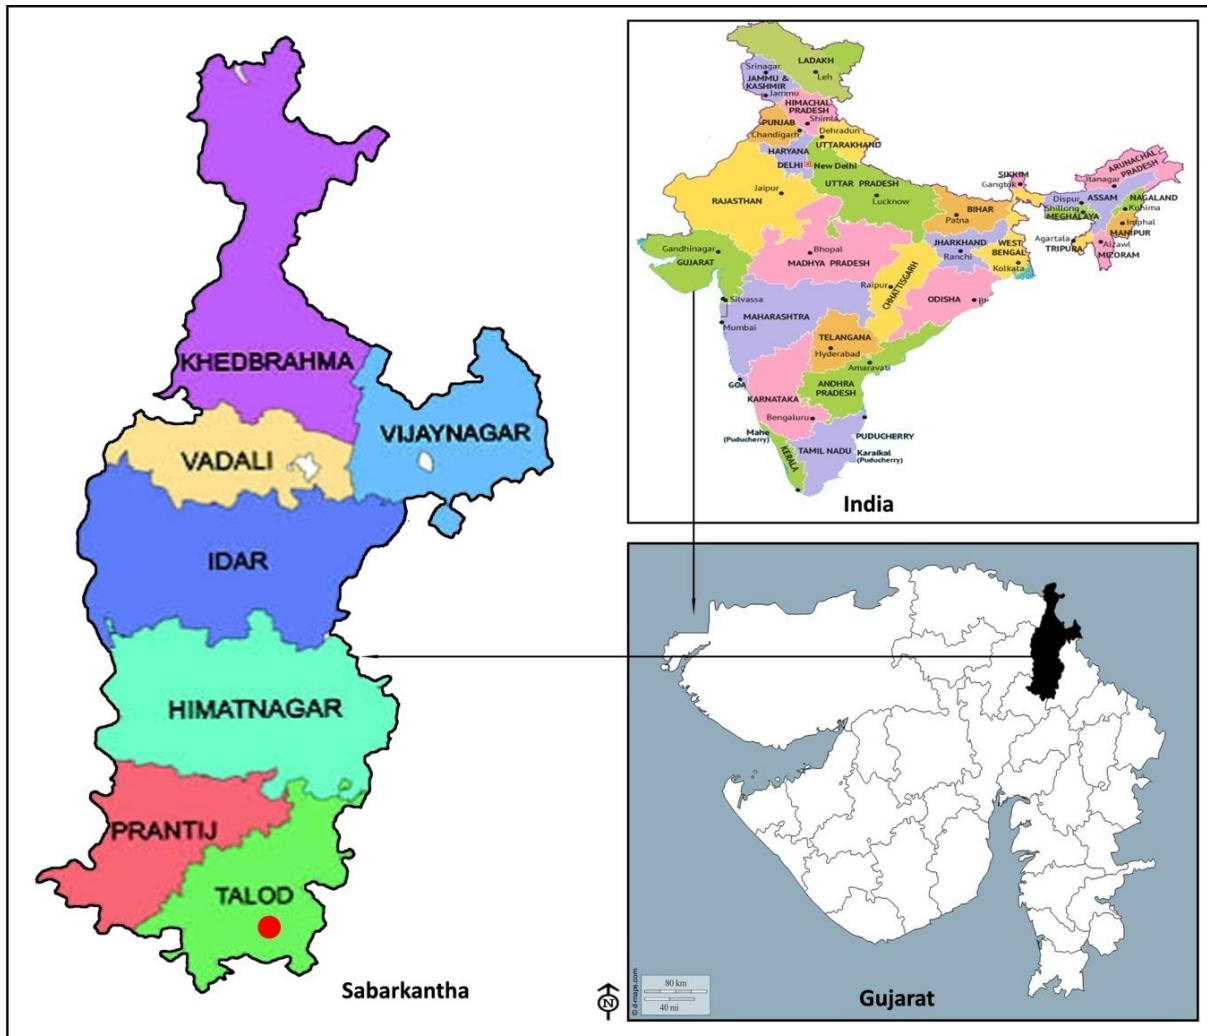 KHEDBRAHMA
VIJAYNAGAR
VADALI
IDAR
HIMATNAGAR
PRANTIJ
TALOD
Sabarkantha
LADAKH
Srinagar
Leh
JAMMU &
KASHMIR
Jammu
HIMACHAL
PRADESH
Shimla
PUNJAB
Chandigarh
Dehradun
UTTARAKHAND
HARYANA
DELHI
New Delhi
ARUNACHAL
PRADESH
Itanagar
SIKKIM
Gangtok
UTTAR PRADESH
Lucknow
Jaipur
RAJASTHAN
Dispur
ASSAM
NAGALAND
Shillong
MEGHALAYA
Kohima
BIHAR
Patna
Imphal
MANIPUR
Agartala
TRIPURA
Aizawl
MIZORAM
Gandhinagar
GUJARAT
Bhopal
MADHYA PRADESH
JHARKHAND
Ranchi
WEST
BENGAL
Kolkata
CHHATTISGARH
Raipur
ODISHA
Bh
Silvassa
MAHARASHTRA
Mumbai
TELANGANA
Hyderabad
Amaravati
GOA
KARNATAKA
ANDHRA
PRADESH
Bengaluru
Mahe
(Puducherry)
PUDUCHERRY
KERALA
TAMIL NADU
Karaikal
(Puducherry)
India
N
© d-maps.com
80 km
40 mi
Gujarat